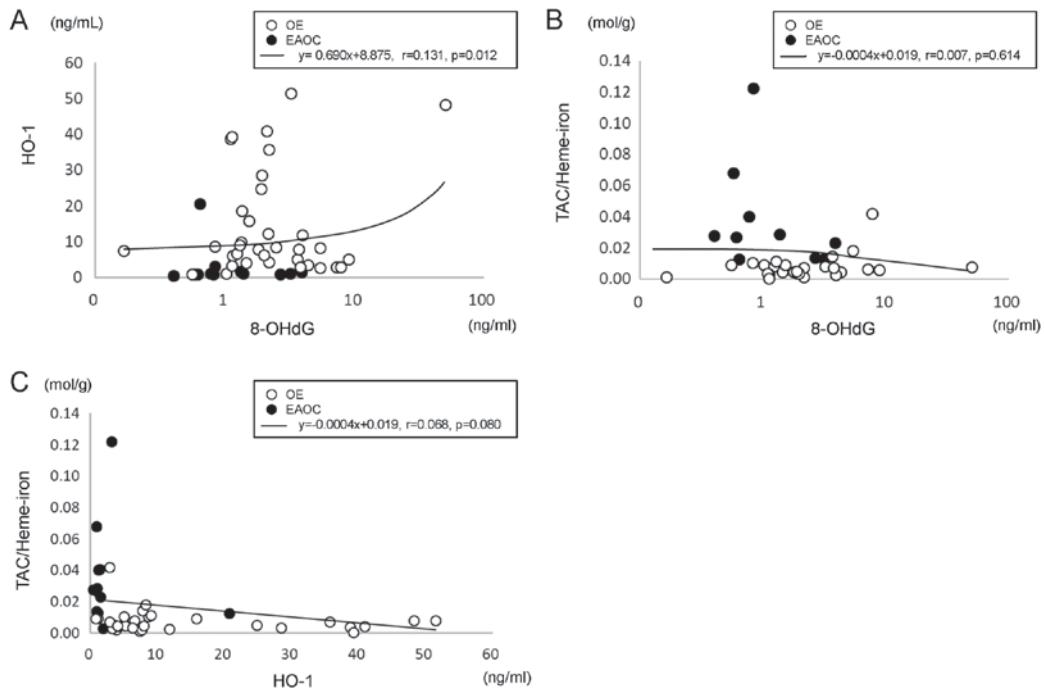 A (ng/mL)
OE
EAOC
y= 0.690x+8.875, r=0.131, p=0.012
60
50
40
30
20
10
0
HO-1
0 1 10 100
8-OHdG (ng/ml)
B (mol/g)
OE
EAOC
y=-0.0004x+0.019, r=0.007, p=0.614
0.14
0.12
0.10
0.08
0.06
0.04
0.02
0.00
TAC/Heme-iron
0 1 10 100
8-OHdG (ng/ml)
C (mol/g)
OE
EAOC
y=-0.0004x+0.019, r=0.068, p=0.080
0.14
0.12
0.10
0.08
0.06
0.04
0.02
0.00
TAC/Heme-iron
0 10 20 30 40 50 60
HO-1 (ng/ml)